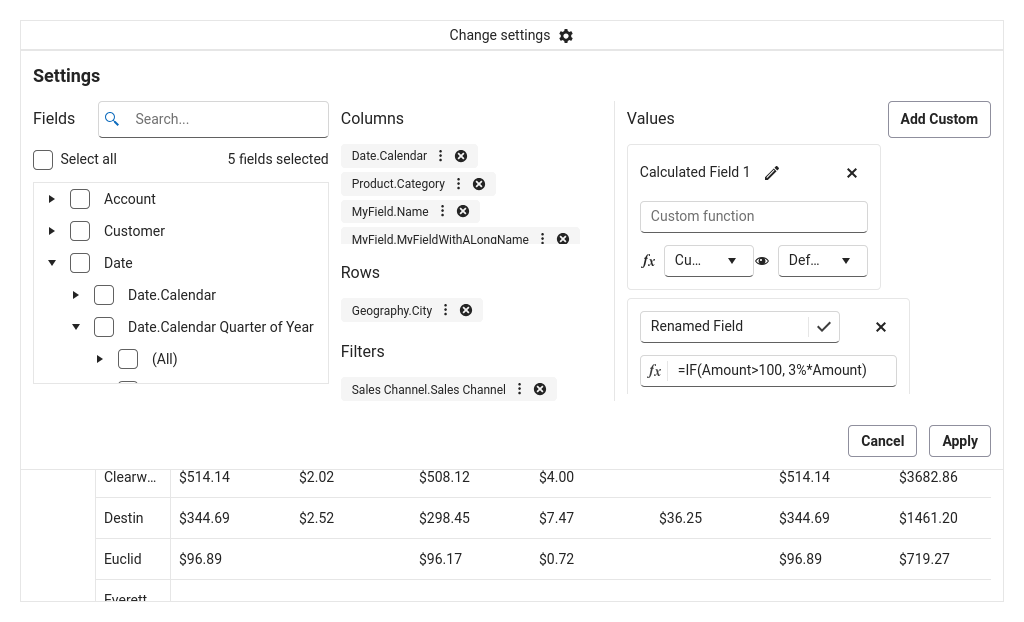 Change settings
Settings
Fields
Search...
Select all
5 fields selected
Account
Customer
Date
Date.Calendar
Date.Calendar Quarter of Year
(All)
Columns
Date.Calendar
Product.Category
MyField.Name
MyField.MyFieldWithALongName
Rows
Geography.City
Filters
Sales Channel.Sales Channel
Values
Add Custom
Calculated Field 1
Custom function
fx Cu... Def...
Renamed Field
fx =IF(Amount>100, 3%*Amount)
Cancel Apply
Clearw... $514.14 $2.02 $508.12 $4.00 $514.14 $3682.86
Destin $344.69 $2.52 $298.45 $7.47 $36.25 $344.69 $1461.20
Euclid $96.89 $96.17 $0.72 $96.89 $719.27
Everett